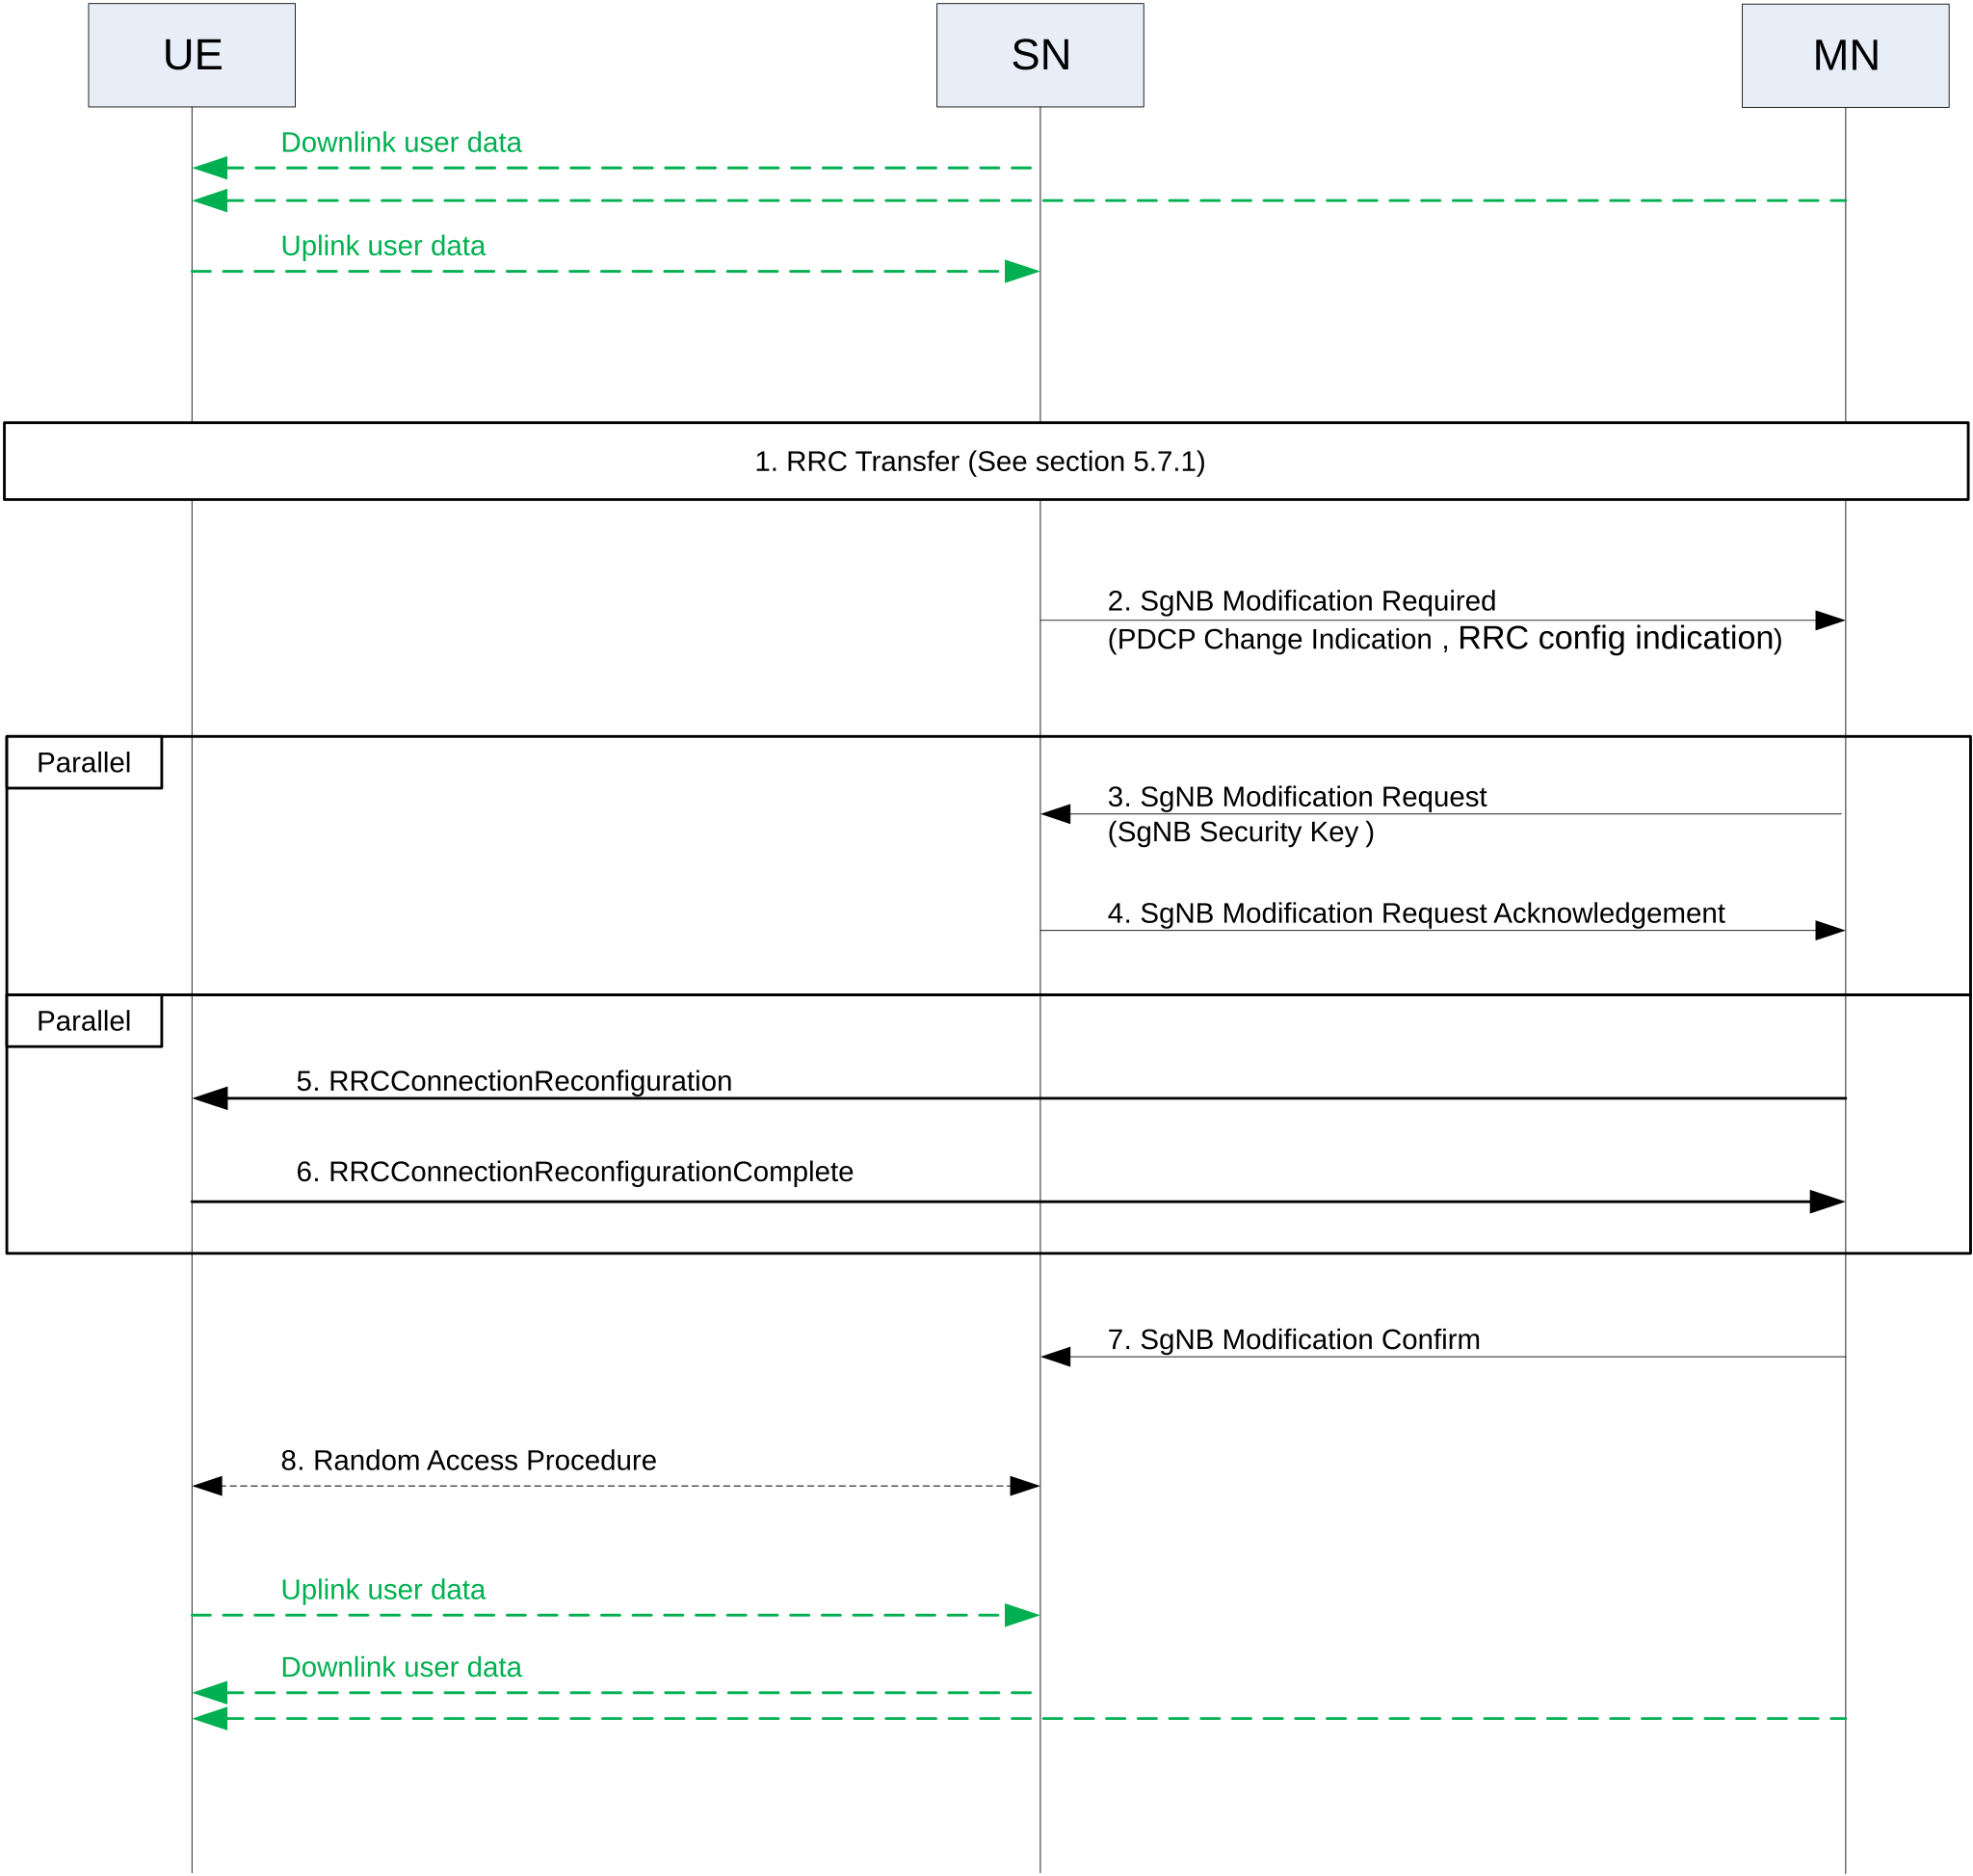 UE
SN
MN
Downlink user data
Uplink user data
1. RRC Transfer (See section 5.7.1)
2. SgNB Modification Required
(PDCP Change Indication , RRC config indication)
Parallel
3. SgNB Modification Request
(SgNB Security Key )
4. SgNB Modification Request Acknowledgement
Parallel
5. RRCConnectionReconfiguration
6. RRCConnectionReconfigurationComplete
7. SgNB Modification Confirm
8. Random Access Procedure
Uplink user data
Downlink user data